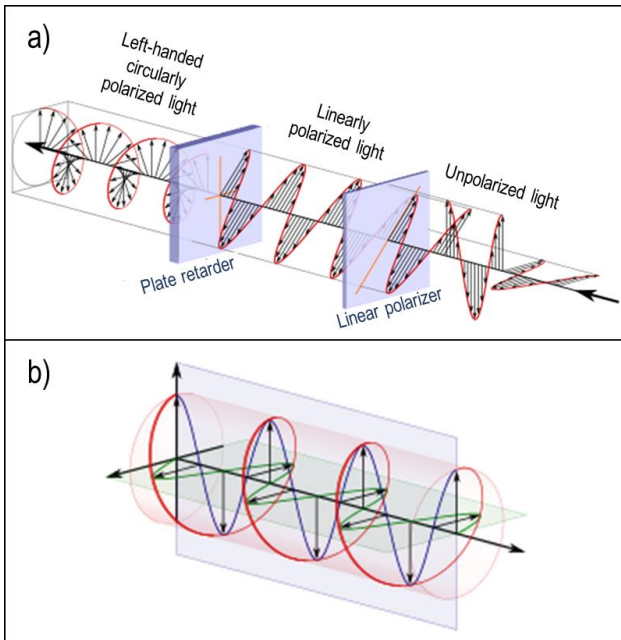 a)
Left-handed
circularly
polarized light
Linearly
polarized light
Unpolarized light
Plate retarder
Linear polarizer
b)